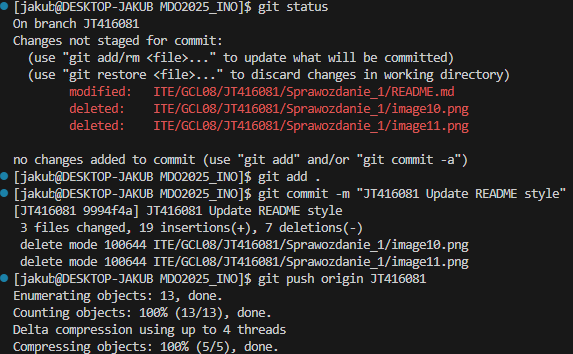 [jakub@DESKTOP-JAKUB MDO2025_INO]$ git status
On branch JT416081
Changes not staged for commit:
  (use "git add/rm <file>..." to update what will be committed)
  (use "git restore <file>..." to discard changes in working directory)
        modified:   ITE/GCL08/JT416081/Sprawozdanie_1/README.md
        deleted:    ITE/GCL08/JT416081/Sprawozdanie_1/image10.png
        deleted:    ITE/GCL08/JT416081/Sprawozdanie_1/image11.png

no changes added to commit (use "git add" and/or "git commit -a")
[jakub@DESKTOP-JAKUB MDO2025_INO]$ git add .
[jakub@DESKTOP-JAKUB MDO2025_INO]$ git commit -m "JT416081 Update README style"
[JT416081 9994f4a] JT416081 Update README style
 3 files changed, 19 insertions(+), 7 deletions(-)
 delete mode 100644 ITE/GCL08/JT416081/Sprawozdanie_1/image10.png
 delete mode 100644 ITE/GCL08/JT416081/Sprawozdanie_1/image11.png
[jakub@DESKTOP-JAKUB MDO2025_INO]$ git push origin JT416081
Enumerating objects: 13, done.
Counting objects: 100% (13/13), done.
Delta compression using up to 4 threads
Compressing objects: 100% (5/5), done.